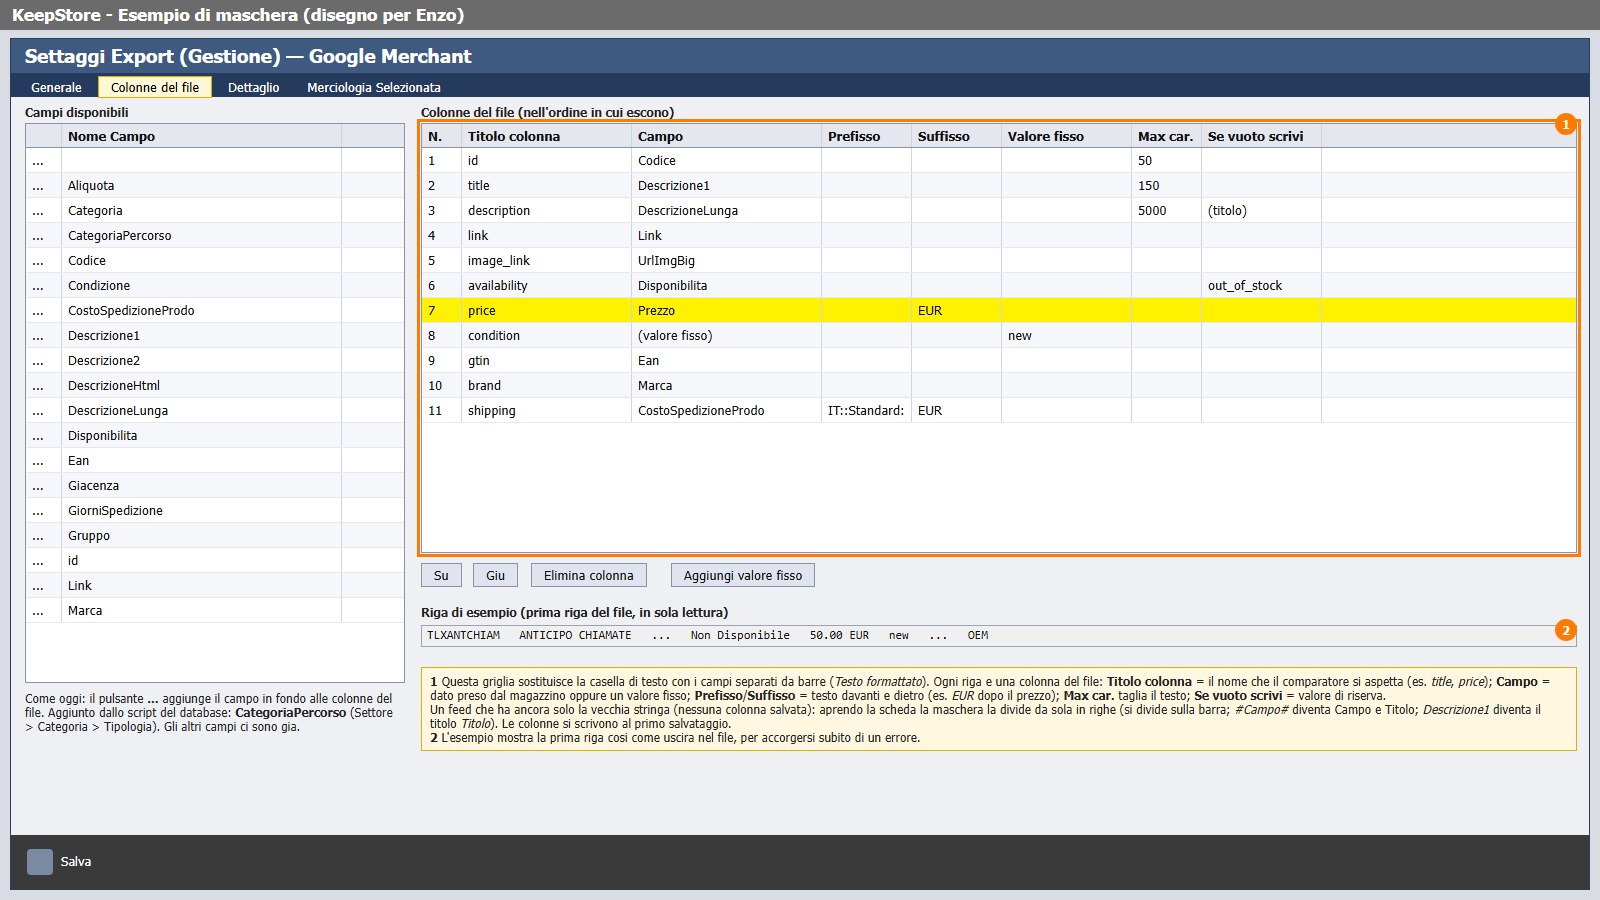 KeepStore - Esempio di maschera (disegno per Enzo)
Settaggi Export (Gestione) — Google Merchant
Generale Colonne del file Dettaglio Merciologia Selezionata
Campi disponibili
Nome Campo
...
... Aliquota
... Categoria
... CategoriaPercorso
... Codice
... Condizione
... CostoSpedizioneProdo
... Descrizione1
... Descrizione2
... DescrizioneHtml
... DescrizioneLunga
... Disponibilita
... Ean
... Giacenza
... GiorniSpedizione
... Gruppo
... id
... Link
... Marca
Come oggi: il pulsante ... aggiunge il campo in fondo alle colonne del
file. Aggiunto dallo script del database: CategoriaPercorso (Settore
> Categoria > Tipologia). Gli altri campi ci sono gia.
Colonne del file (nell'ordine in cui escono)
1
N. Titolo colonna Campo Prefisso Suffisso Valore fisso Max car. Se vuoto scrivi
1 id Codice 50
2 title Descrizione1 150
3 description DescrizioneLunga 5000 (titolo)
4 link Link
5 image_link UrlImgBig
6 availability Disponibilita out_of_stock
7 price Prezzo EUR
8 condition (valore fisso) new
9 gtin Ean
10 brand Marca
11 shipping CostoSpedizioneProdo IT::Standard: EUR
Su Giu Elimina colonna Aggiungi valore fisso
Riga di esempio (prima riga del file, in sola lettura)
TLXANTCHIAM ANTICIPO CHIAMATE ... Non Disponibile 50.00 EUR new ... OEM
2
1 Questa griglia sostituisce la casella di testo con i campi separati da barre (Testo formattato). Ogni riga e una colonna del file: Titolo colonna = il nome che il comparatore si aspetta (es. title, price); Campo =
dato preso dal magazzino oppure un valore fisso; Prefisso/Suffisso = testo davanti e dietro (es. EUR dopo il prezzo); Max car. taglia il testo; Se vuoto scrivi = valore di riserva.
Un feed che ha ancora solo la vecchia stringa (nessuna colonna salvata): aprendo la scheda la maschera la divide da sola in righe (si divide sulla barra; #Campo# diventa Campo e Titolo; Descrizione1 diventa il
titolo Titolo). Le colonne si scrivono al primo salvataggio.
2 L'esempio mostra la prima riga cosi come uscira nel file, per accorgersi subito di un errore.
Salva